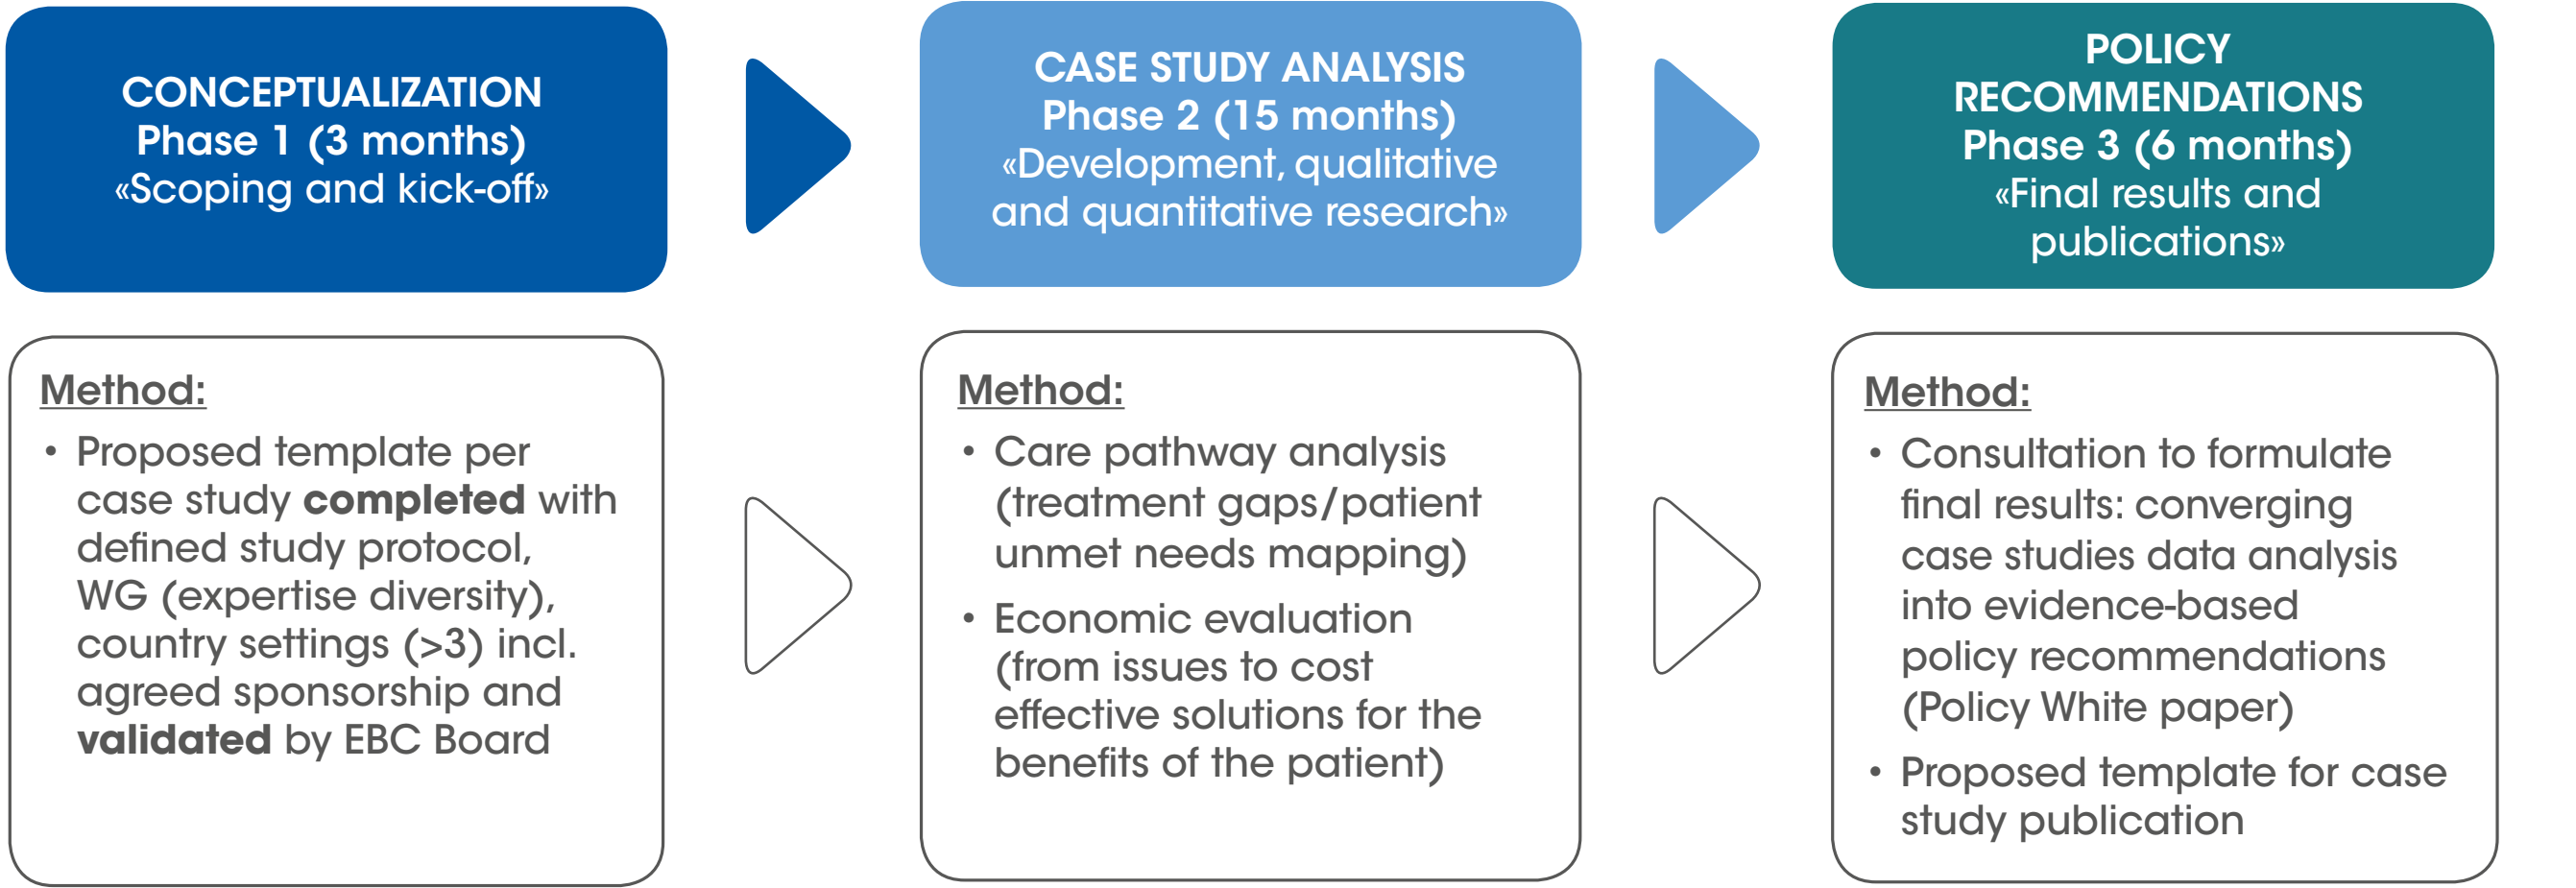 CONCEPTUALIZATION
Phase 1 (3 months)
«Scoping and kick-off»
CASE STUDY ANALYSIS
Phase 2 (15 months)
«Development, qualitative
and quantitative research»
POLICY
RECOMMENDATIONS
Phase 3 (6 months)
«Final results and
publications»
Method:
• Proposed template per
case study completed with
defined study protocol,
WG (expertise diversity),
country settings (>3) incl.
agreed sponsorship and
validated by EBC Board
Method:
• Care pathway analysis
(treatment gaps/patient
unmet needs mapping)
• Economic evaluation
(from issues to cost
effective solutions for the
benefits of the patient)
Method:
• Consultation to formulate
final results: converging
case studies data analysis
into evidence-based
policy recommendations
(Policy White paper)
• Proposed template for case
study publication